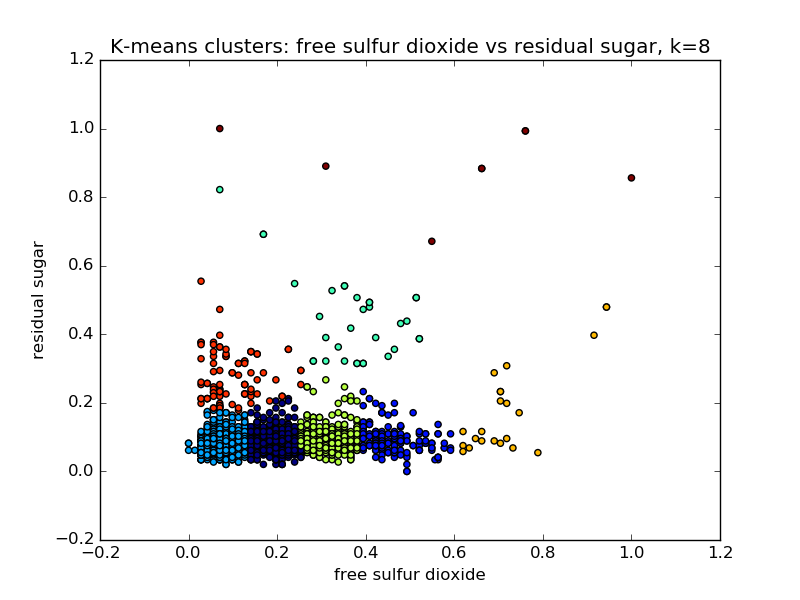 K-means clusters: free sulfur dioxide vs residual sugar, k=8
1.2
1.0
0.8
0.6
0.4
0.2
0.0
−0.2
residual sugar
−0.2 0.0 0.2 0.4 0.6 0.8 1.0 1.2
free sulfur dioxide